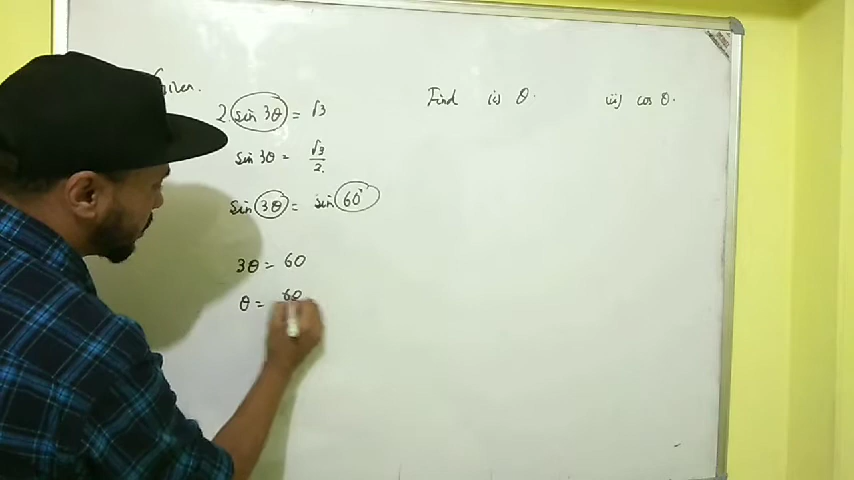 Given.
2. sin 3θ = √3
sin 3θ = √3/2.
sin 3θ = sin 60°
3θ = 60
θ = 60
Find (i) θ. (ii) cos θ.